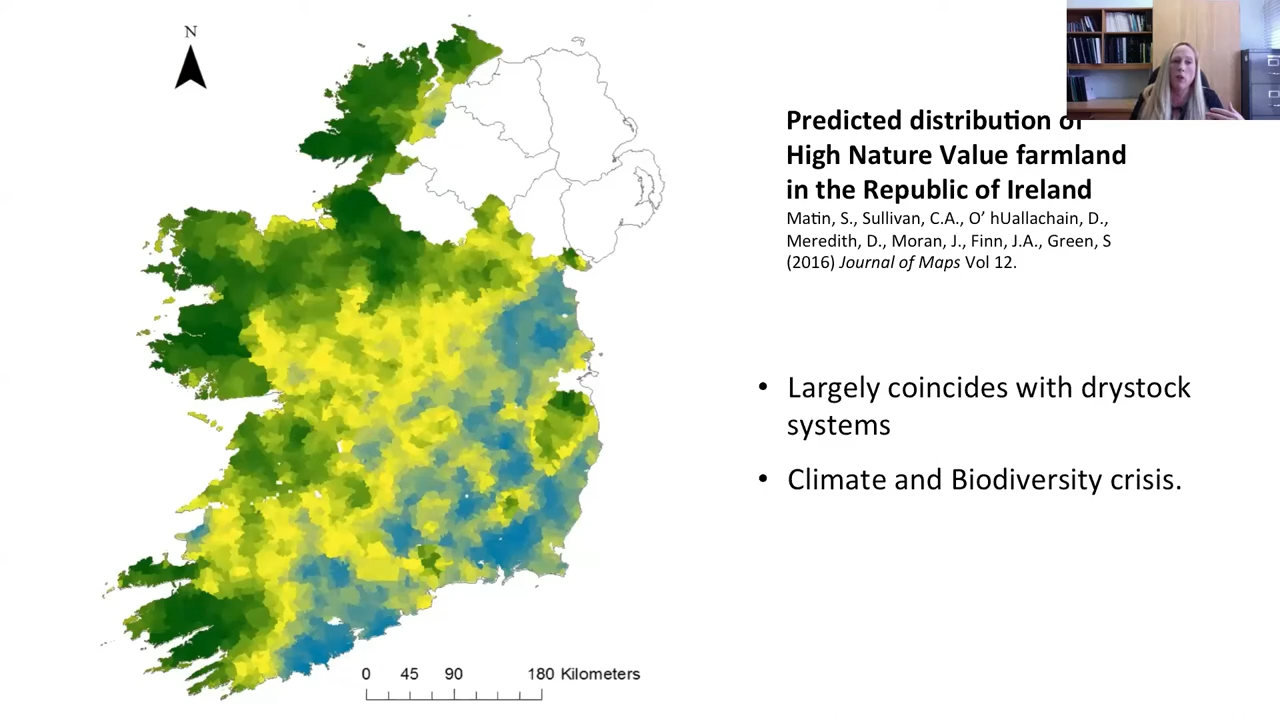 N
Predicted distribution of
High Nature Value farmland
in the Republic of Ireland
Matin, S., Sullivan, C.A., O’ hUallachain, D.,
Meredith, D., Moran, J., Finn, J.A., Green, S
(2016) Journal of Maps Vol 12.
• Largely coincides with drystock
systems
• Climate and Biodiversity crisis.
0 45 90 180 Kilometers